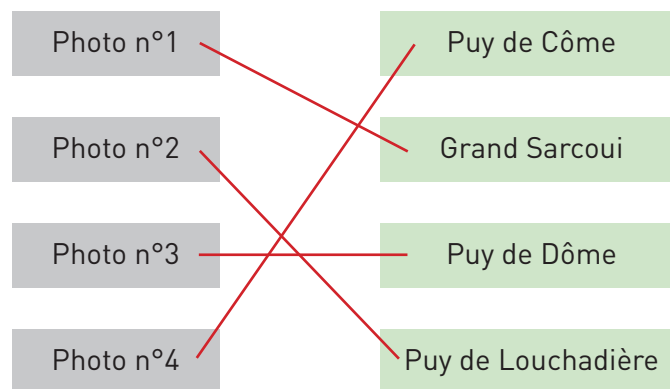 Photo n°1
Puy de Côme
Photo n°2
Grand Sarcoui
Photo n°3
Puy de Dôme
Photo n°4
Puy de Louchadière